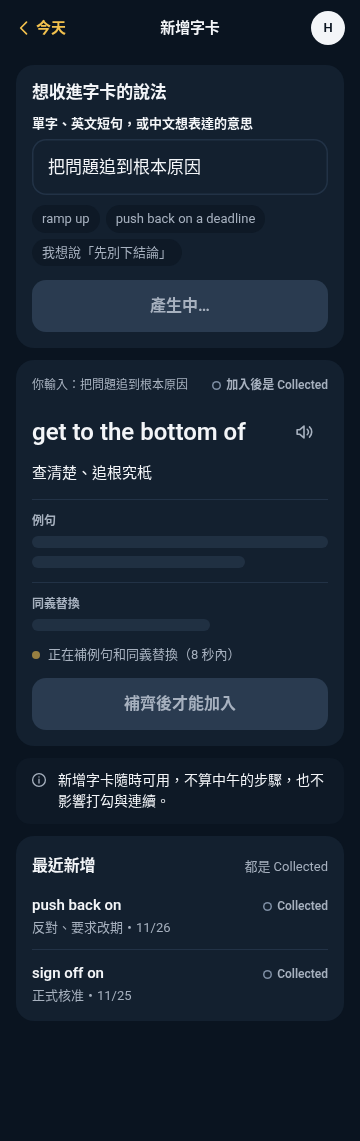 今天
新增字卡
H
想收進字卡的說法
單字、英文短句，或中文想表達的意思
把問題追到根本原因
ramp up
push back on a deadline
我想說「先別下結論」
產生中…
你輸入：把問題追到根本原因
加入後是 Collected
get to the bottom of
查清楚、追根究柢
例句
同義替換
正在補例句和同義替換（8 秒內）
補齊後才能加入
新增字卡隨時可用，不算中午的步驟，也不
影響打勾與連續。
最近新增
都是 Collected
push back on
Collected
反對、要求改期・11/26
sign off on
Collected
正式核准・11/25